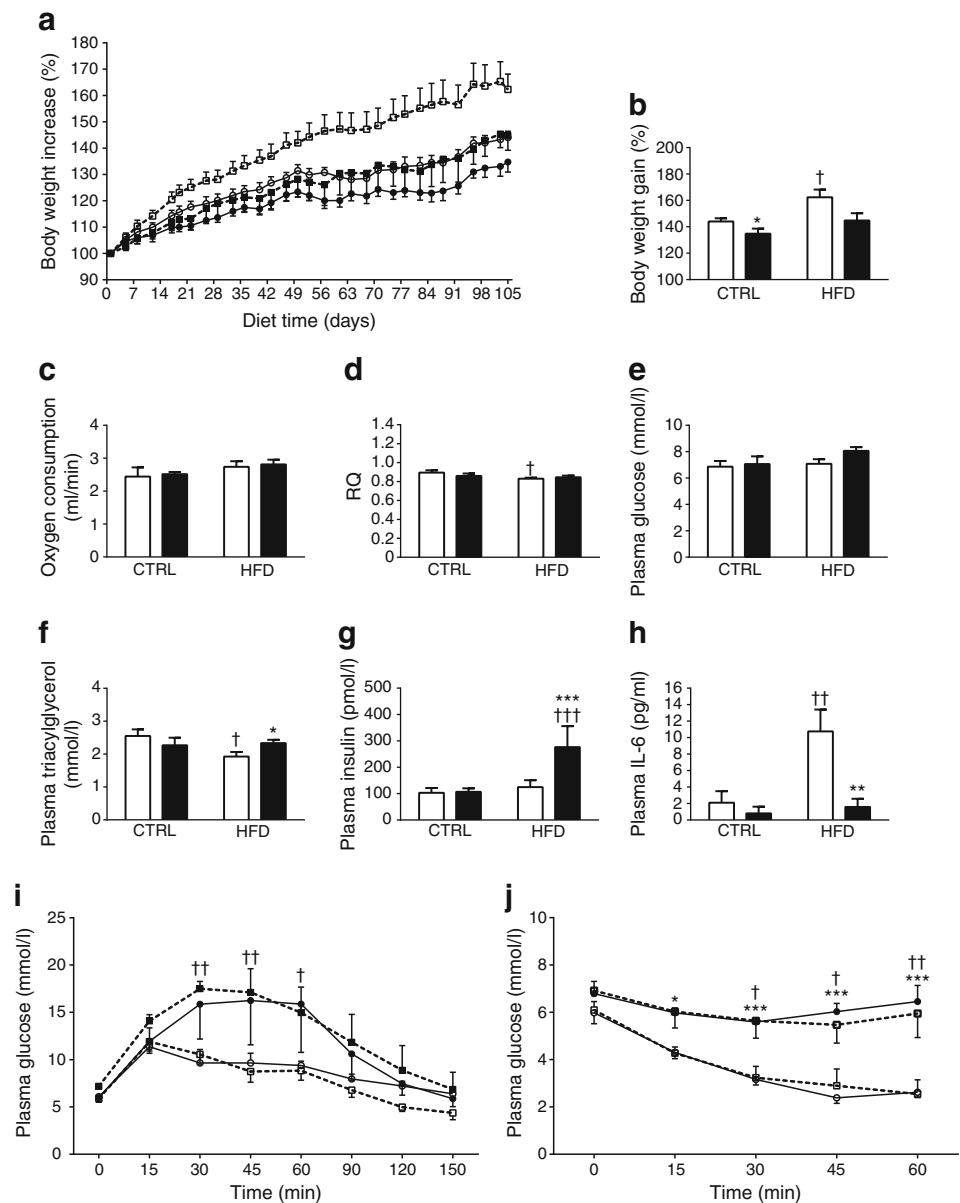 a
Body weight increase (%)
180
170
160
150
140
130
120
110
100
90
0 7 14 21 28 35 42 49 56 63 70 77 84 91 98 105
Diet time (days)
b
Body weight gain (%)
200
180
160
140
120
100
*
†
CTRL HFD
c
Oxygen consumption
(ml/min)
4
3
2
1
0
CTRL HFD
d
RQ
1.4
1.2
1.0
0.8
0.6
0.4
0.2
0
†
CTRL HFD
e
Plasma glucose (mmol/l)
10
8
6
4
2
0
CTRL HFD
f
Plasma triacylglycerol
(mmol/l)
4
3
2
1
0
† *
CTRL HFD
g
Plasma insulin (pmol/l)
500
400
300
200
100
0
***
†††
CTRL HFD
h
Plasma IL-6 (pg/ml)
16
14
12
10
8
6
4
2
0
††
**
CTRL HFD
i
Plasma glucose (mmol/l)
25
20
15
10
5
0
†† †† †
0 15 30 45 60 90 120 150
Time (min)
j
Plasma glucose (mmol/l)
10
8
6
4
2
0
*
†
***
†
***
††
***
0 15 30 45 60
Time (min)